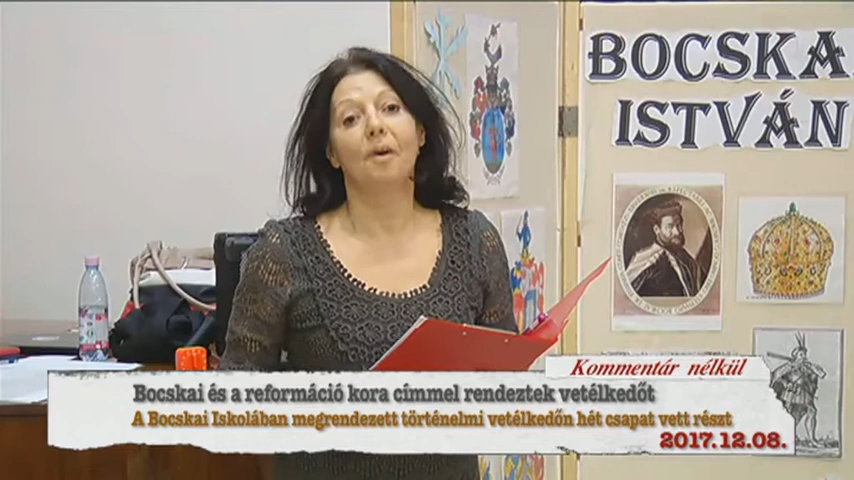 BOCSKA
ISTVÁN
Kommentár nélkül
Bocskai és a reformáció kora címmel rendeztek vetélkedőt
A Bocskai Iskolában megrendezett történelmi vetélkedőn hét csapat vett részt
2017.12.08.